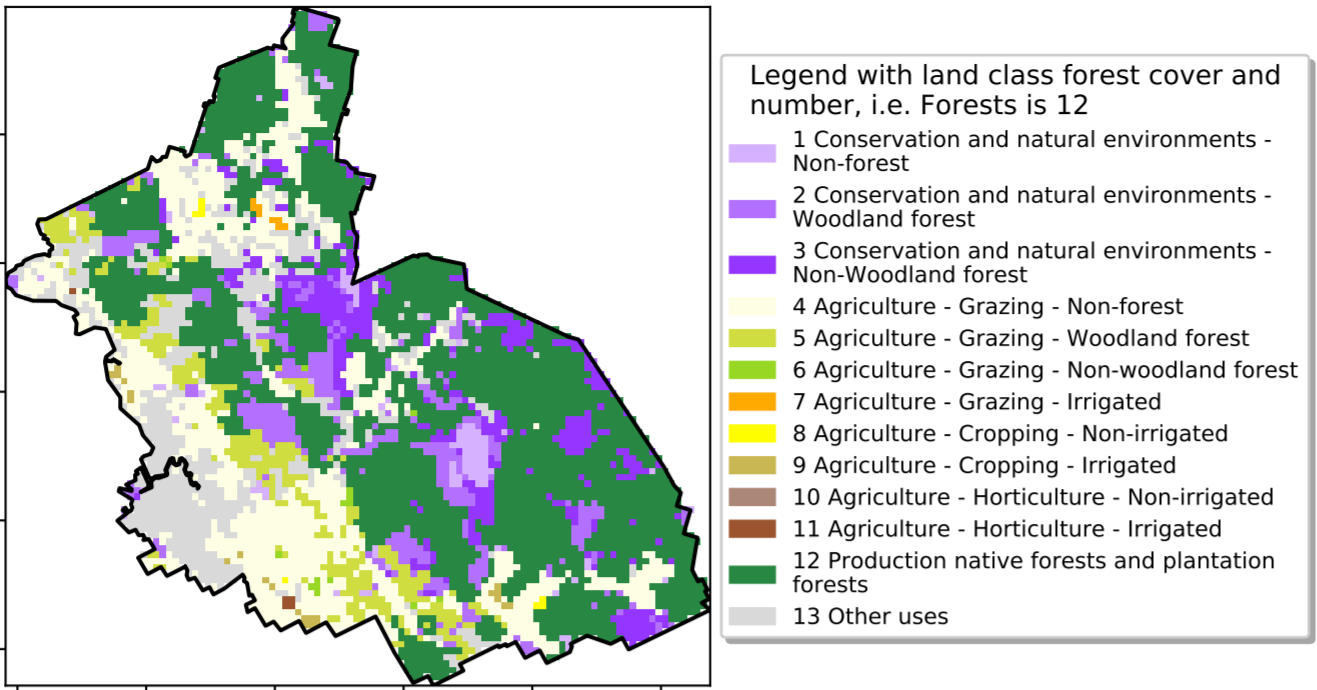 Legend with land class forest cover and
number, i.e. Forests is 12
1 Conservation and natural environments -
Non-forest
2 Conservation and natural environments -
Woodland forest
3 Conservation and natural environments -
Non-Woodland forest
4 Agriculture - Grazing - Non-forest
5 Agriculture - Grazing - Woodland forest
6 Agriculture - Grazing - Non-woodland forest
7 Agriculture - Grazing - Irrigated
8 Agriculture - Cropping - Non-irrigated
9 Agriculture - Cropping - Irrigated
10 Agriculture - Horticulture - Non-irrigated
11 Agriculture - Horticulture - Irrigated
12 Production native forests and plantation
forests
13 Other uses